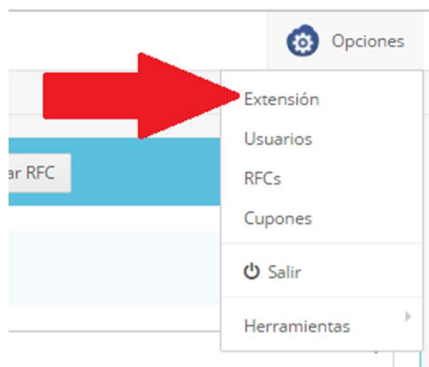 Opciones
Extensión
Usuarios
ar RFC
RFCs
Cupones
Salir
Herramientas